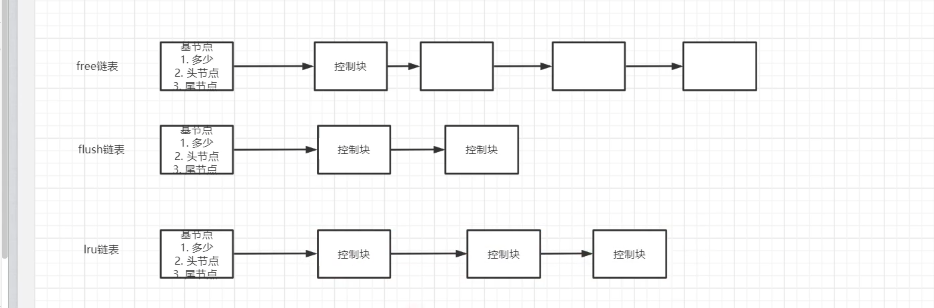 free链表
基节点
1. 多少
2. 头节点
3. 尾节点
控制块
flush链表
基节点
1. 多少
2. 头节点
3. 尾节点
控制块
控制块
lru链表
基节点
1. 多少
2. 头节点
3. 尾节点
控制块
控制块
控制块